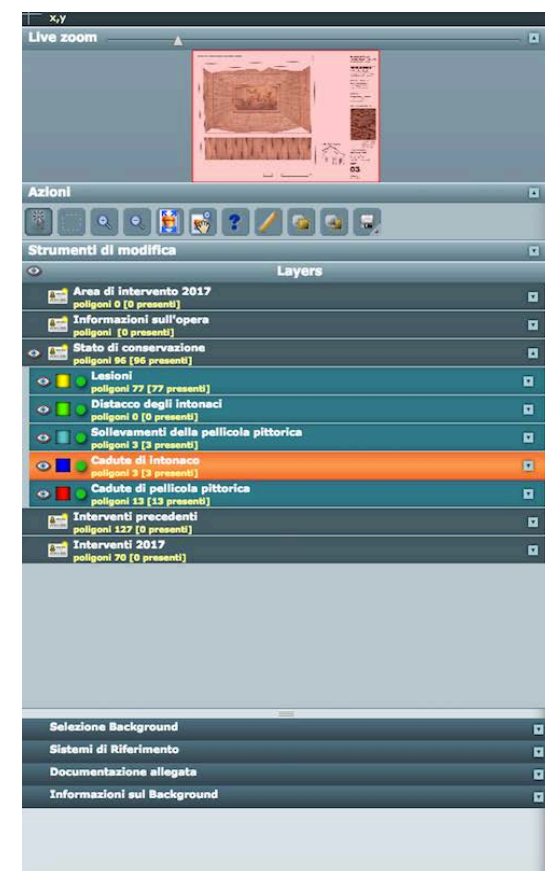 x,y
Live zoom
Azioni
Strumenti di modifica
Layers
Area di intervento 2017
poligoni 0 [0 presenti]
Informazioni sull'opera
poligoni [0 presenti]
Stato di conservazione
poligoni 96 [96 presenti]
Lesioni
poligoni 77 [77 presenti]
Distacco degli intonaci
poligoni 0 [0 presenti]
Sollevamenti della pellicola pittorica
poligoni 3 [3 presenti]
Cadute di intonaco
poligoni 3 [3 presenti]
Cadute di pellicola pittorica
poligoni 13 [13 presenti]
Interventi precedenti
poligoni 127 [0 presenti]
Interventi 2017
poligoni 70 [0 presenti]
Selezione Background
Sistemi di Riferimento
Documentazione allegata
Informazioni sul Background